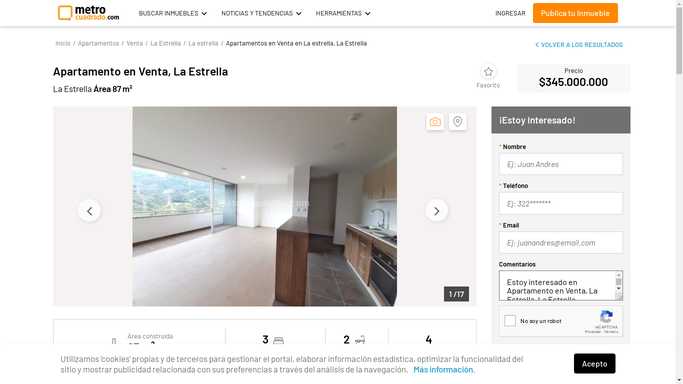 metro
cuadrado.com
BUSCAR INMUEBLES
NOTICIAS Y TENDENCIAS
HERRAMIENTAS
INGRESAR
Publica tu Inmueble
Inicio / Apartamentos / Venta / La Estrella / La estrella / Apartamentos en Venta en La estrella, La Estrella
VOLVER A LOS RESULTADOS
Apartamento en Venta, La Estrella
La Estrella Área 87 m²
Favorito
Precio
$345.000.000
¡Estoy Interesado!
* Nombre
Ej: Juan Andres
* Teléfono
Ej: 322*******
* Email
Ej: juanandres@email.com
Comentarios
Estoy interesado en
Apartamento en Venta, La
Estrella, La Estrella
1 / 17
No soy un robot
reCAPTCHA
Privacidad - Términos
Área construida
3
2
4
Utilizamos 'cookies' propias y de terceros para gestionar el portal, elaborar información estadística, optimizar la funcionalidad del
sitio y mostrar publicidad relacionada con sus preferencias a través del análisis de la navegación. Más información.
Acepto